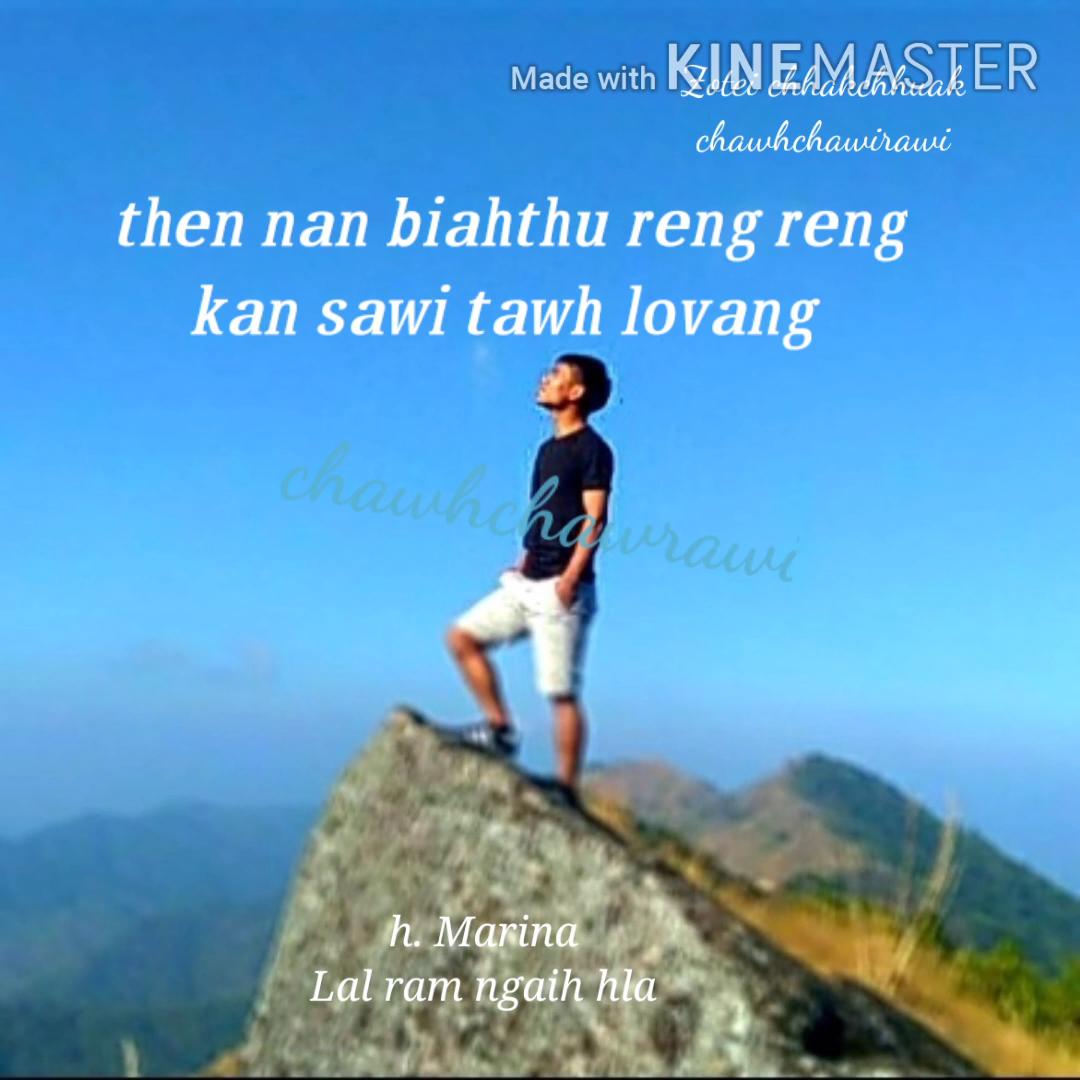 Made with KINEMASTER
Zotei chhakchhuak
chawhchawirawi
then nan biahthu reng reng
kan sawi tawh lovang
chawhchawrawi
h. Marina
Lal ram ngaih hla